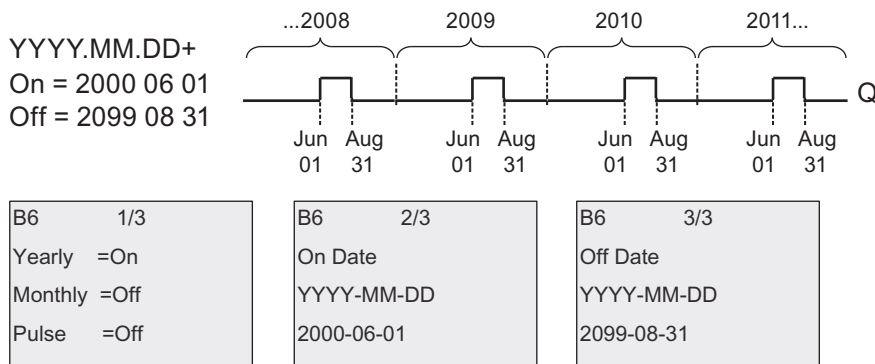 ...2008 2009 2010 2011...
YYYY.MM.DD+
On = 2000 06 01
Off = 2099 08 31
Q
Jun Aug Jun Aug Jun Aug Jun Aug
01 31 01 31 01 31 01 31
B6 1/3
Yearly =On
Monthly =Off
Pulse =Off
B6 2/3
On Date
YYYY-MM-DD
2000-06-01
B6 3/3
Off Date
YYYY-MM-DD
2099-08-31